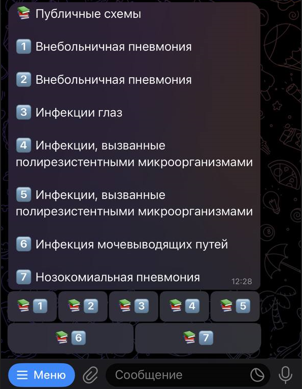 📚 Публичные схемы
1️⃣ Внебольничная пневмония
2️⃣ Внебольничная пневмония
3️⃣ Инфекции глаз
4️⃣ Инфекции, вызванные
полирезистентными микроорганизмами
5️⃣ Инфекции, вызванные
полирезистентными микроорганизмами
6️⃣ Инфекция мочевыводящих путей
7️⃣ Нозокомиальная пневмония
12:28
📚1️⃣ 📚2️⃣ 📚3️⃣ 📚4️⃣ 📚5️⃣
📚6️⃣ 📚7️⃣
Меню Сообщение